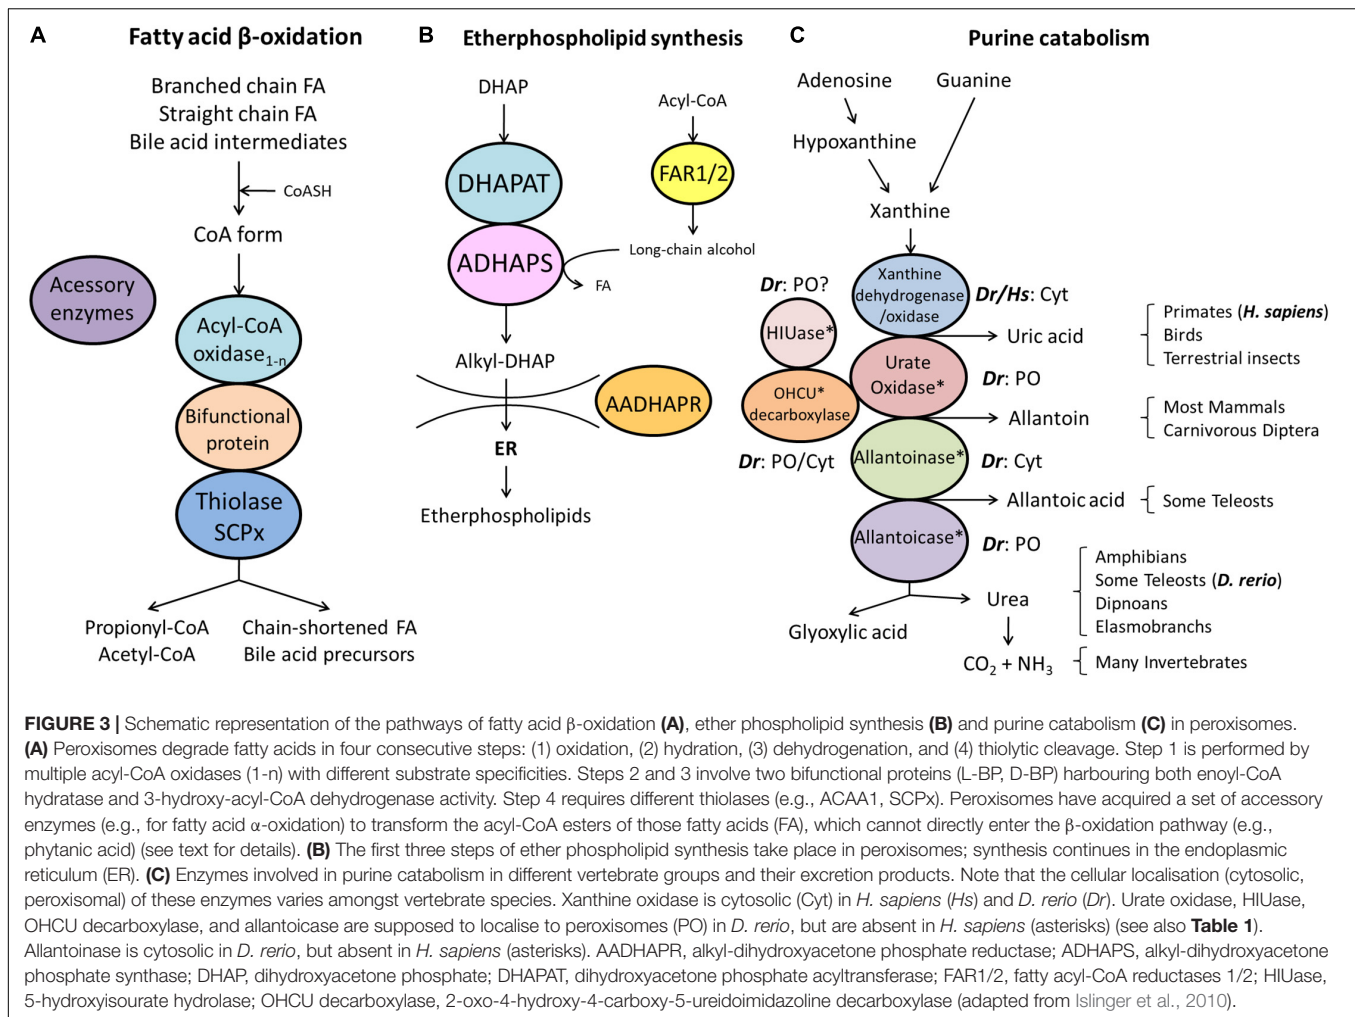 A Fatty acid β-oxidation
Branched chain FA
Straight chain FA
Bile acid intermediates
CoASH
CoA form
Acessory
enzymes
Acyl-CoA
oxidase1-n
Bifunctional
protein
Thiolase
SCPx
Propionyl-CoA
Acetyl-CoA
Chain-shortened FA
Bile acid precursors
B Etherphospholipid synthesis
DHAP
Acyl-CoA
DHAPAT
FAR1/2
ADHAPS
Long-chain alcohol
FA
Alkyl-DHAP
AADHAPR
ER
Etherphospholipids
C Purine catabolism
Adenosine
Guanine
Hypoxanthine
Xanthine
Xanthine
dehydrogenase
/oxidase
Dr/Hs: Cyt
Dr: PO?
HIUase*
Uric acid
Primates (H. sapiens)
Birds
Terrestrial insects
Urate
Oxidase*
Dr: PO
OHCU*
decarboxylase
Dr: PO/Cyt
Allantoin
Most Mammals
Carnivorous Diptera
Allantoinase*
Dr: Cyt
Allantoic acid
Some Teleosts
Allantoicase*
Dr: PO
Glyoxylic acid
Urea
Amphibians
Some Teleosts (D. rerio)
Dipnoans
Elasmobranchs
CO2 + NH3
Many Invertebrates
FIGURE 3 | Schematic representation of the pathways of fatty acid β-oxidation (A), ether phospholipid synthesis (B) and purine catabolism (C) in peroxisomes.
(A) Peroxisomes degrade fatty acids in four consecutive steps: (1) oxidation, (2) hydration, (3) dehydrogenation, and (4) thiolytic cleavage. Step 1 is performed by
multiple acyl-CoA oxidases (1-n) with different substrate specificities. Steps 2 and 3 involve two bifunctional proteins (L-BP, D-BP) harbouring both enoyl-CoA
hydratase and 3-hydroxy-acyl-CoA dehydrogenase activity. Step 4 requires different thiolases (e.g., ACAA1, SCPx). Peroxisomes have acquired a set of accessory
enzymes (e.g., for fatty acid α-oxidation) to transform the acyl-CoA esters of those fatty acids (FA), which cannot directly enter the β-oxidation pathway (e.g.,
phytanic acid) (see text for details). (B) The first three steps of ether phospholipid synthesis take place in peroxisomes; synthesis continues in the endoplasmic
reticulum (ER). (C) Enzymes involved in purine catabolism in different vertebrate groups and their excretion products. Note that the cellular localisation (cytosolic,
peroxisomal) of these enzymes varies amongst vertebrate species. Xanthine oxidase is cytosolic (Cyt) in H. sapiens (Hs) and D. rerio (Dr). Urate oxidase, HIUase,
OHCU decarboxylase, and allantoicase are supposed to localise to peroxisomes (PO) in D. rerio, but are absent in H. sapiens (asterisks) (see also Table 1).
Allantoinase is cytosolic in D. rerio, but absent in H. sapiens (asterisks). AADHAPR, alkyl-dihydroxyacetone phosphate reductase; ADHAPS, alkyl-dihydroxyacetone
phosphate synthase; DHAP, dihydroxyacetone phosphate; DHAPAT, dihydroxyacetone phosphate acyltransferase; FAR1/2, fatty acyl-CoA reductases 1/2; HIUase,
5-hydroxyisourate hydrolase; OHCU decarboxylase, 2-oxo-4-hydroxy-4-carboxy-5-ureidoimidazoline decarboxylase (adapted from Islinger et al., 2010).